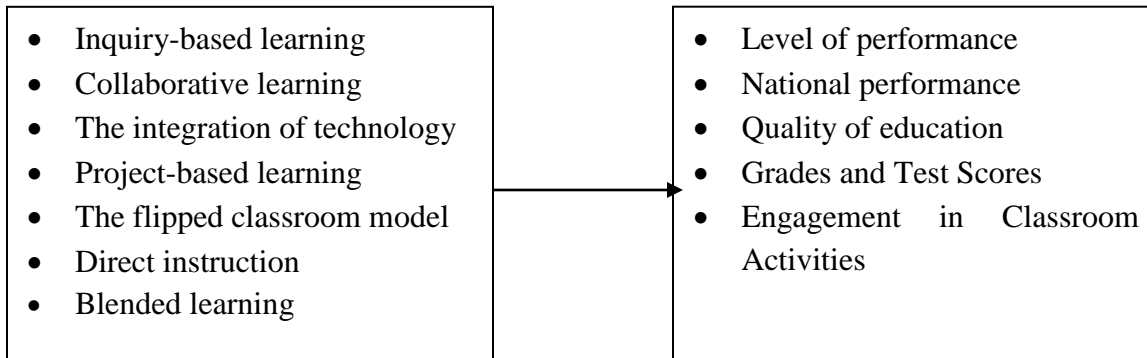 • Inquiry-based learning
• Collaborative learning
• The integration of technology
• Project-based learning
• The flipped classroom model
• Direct instruction
• Blended learning
• Level of performance
• National performance
• Quality of education
• Grades and Test Scores
• Engagement in Classroom
Activities